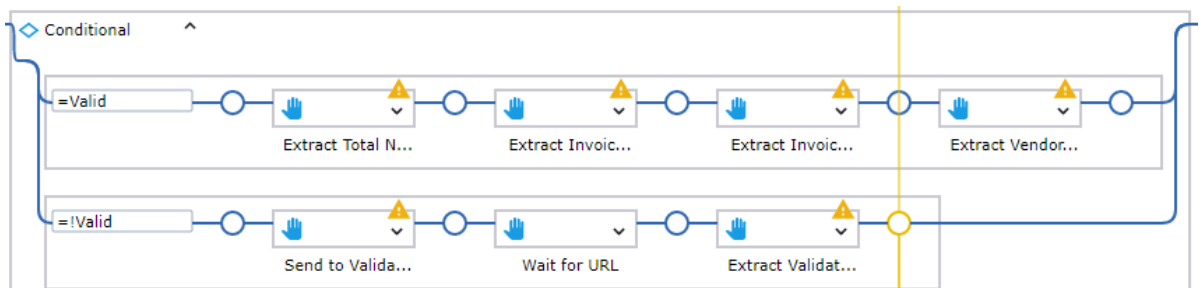 Conditional
=Valid
Extract Total N...
Extract Invoic...
Extract Invoic...
Extract Vendor...
=!Valid
Send to Valida...
Wait for URL
Extract Validat...